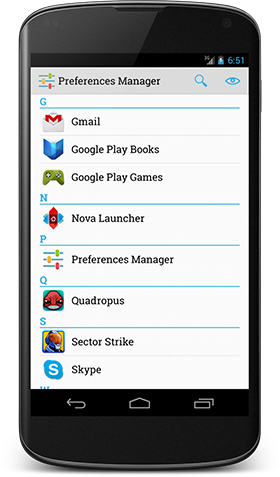 3G 6:51
Preferences Manager
G
Gmail
Google Play Books
Google Play Games
N
Nova Launcher
P
Preferences Manager
Q
Quadropus
S
Sector Strike
Skype
W